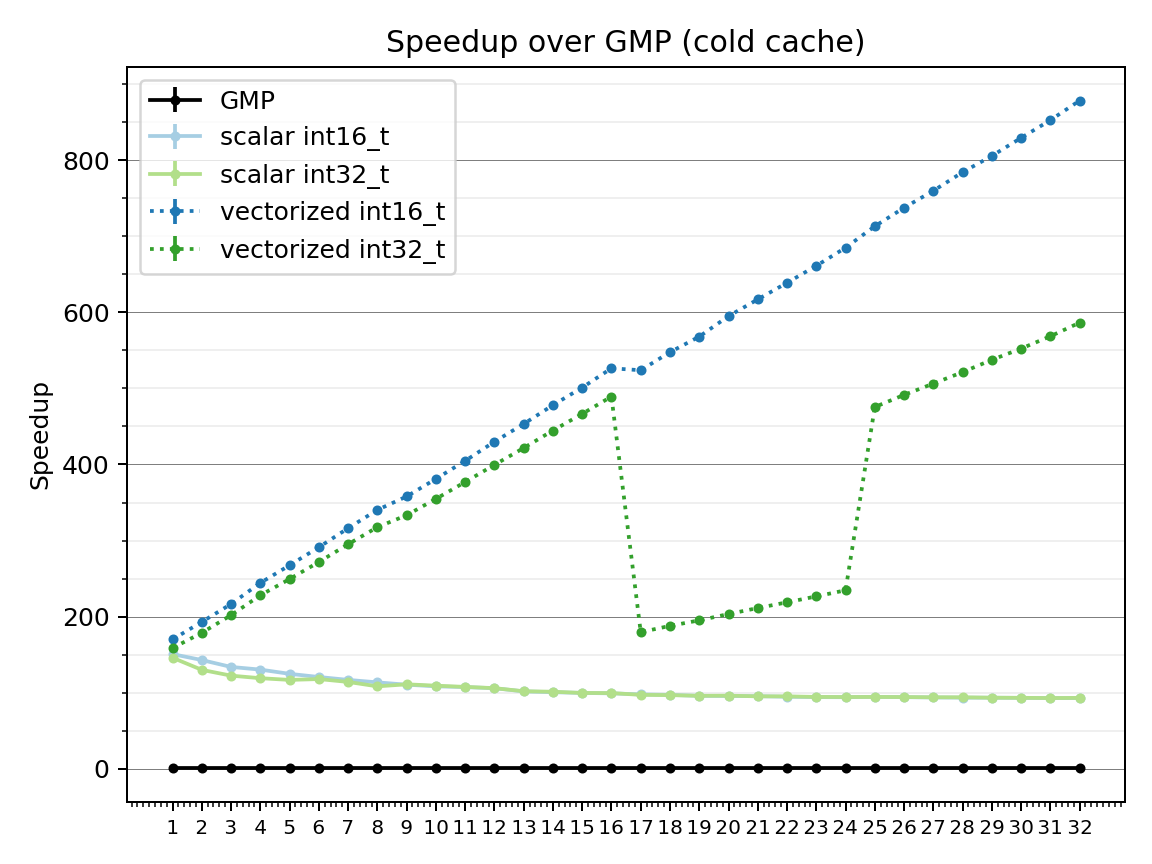 Speedup over GMP (cold cache)
GMP
scalar int16_t
scalar int32_t
vectorized int16_t
vectorized int32_t
Speedup
800
600
400
200
0
1 2 3 4 5 6 7 8 9 10 11 12 13 14 15 16 17 18 19 20 21 22 23 24 25 26 27 28 29 30 31 32